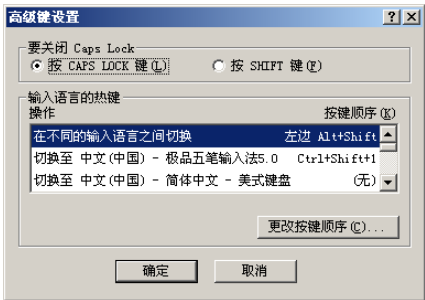 高级键设置
要关闭 Caps Lock
按 CAPS LOCK 键(L) 按 SHIFT 键(F)
输入语言的热键
操作 按键顺序(K)
在不同的输入语言之间切换 左边 Alt+Shift
切换至 中文(中国) - 极品五笔输入法5.0 Ctrl+Shift+1
切换至 中文(中国) - 简体中文 - 美式键盘 (无)
更改按键顺序(C)...
确定 取消